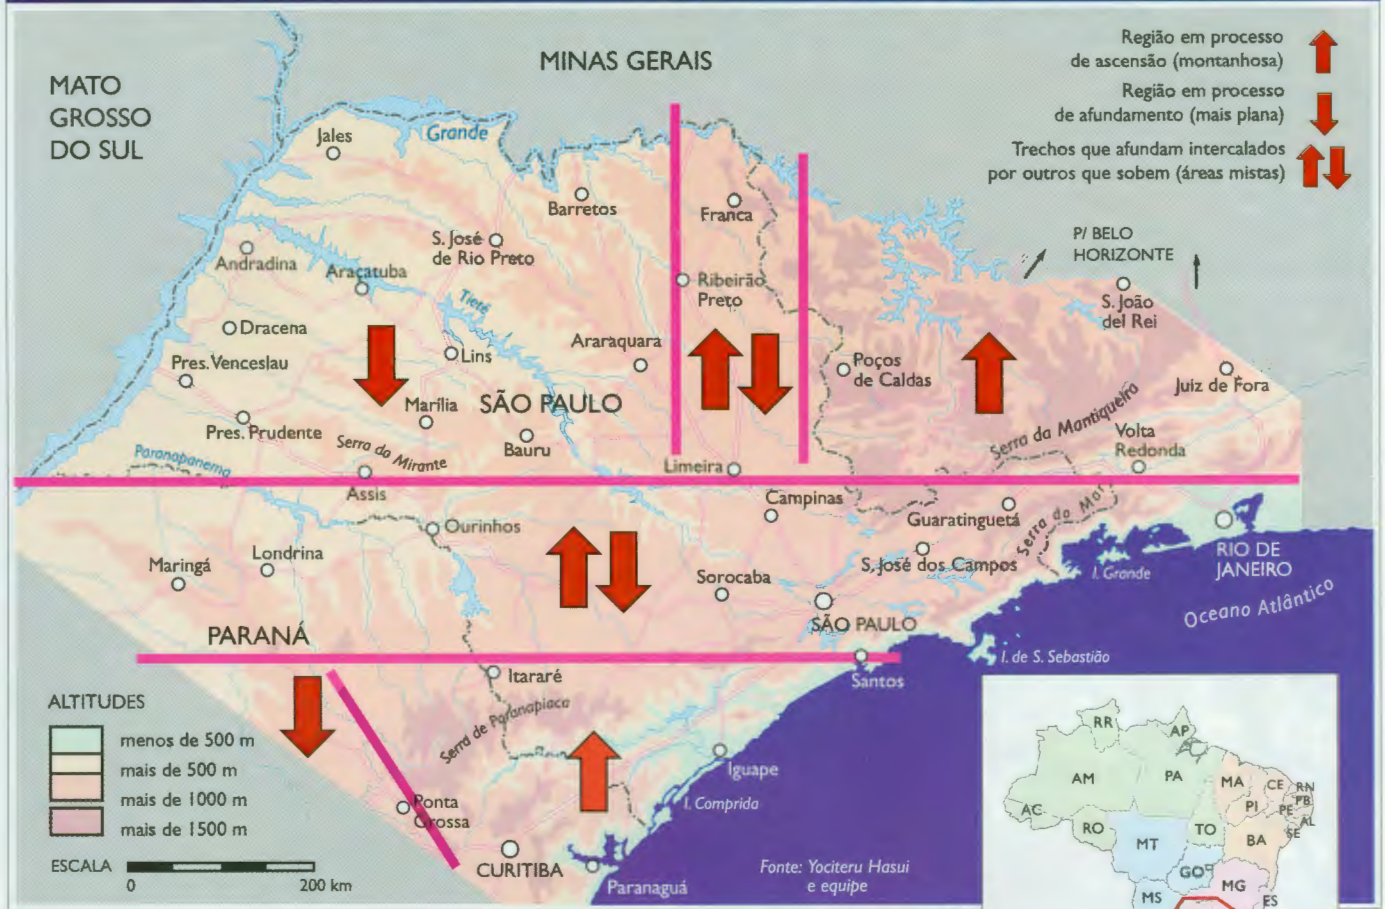 MINAS GERAIS
MATO
GROSSO
DO SUL
Região em processo
de ascensão (montanhosa)
Região em processo
de afundamento (mais plana)
Trechos que afundam intercalados
por outros que sobem (áreas mistas)
P/ BELO
HORIZONTE
Jales
Grande
Barretos
Franca
S. José
de Rio Preto
Andradina
Araçatuba
Ribeirão
Preto
S. João
del Rei
Tietê
Dracena
Lins
Araraquara
Pres. Venceslau
Poços
de Caldas
Juiz de Fora
Marília
SÃO PAULO
Pres. Prudente
Serra do Mirante
Bauru
Serra da Mantiqueira
Volta
Redonda
Paranapanema
Limeira
Assis
Campinas
Ourinhos
Guaratinguetá
Serra do Mar
Maringá
Londrina
S. José dos Campos
RIO DE
JANEIRO
I. Grande
Sorocaba
Oceano Atlântico
SÃO PAULO
PARANÁ
I. de S. Sebastião
Santos
Itararé
Serra de Paranapiaca
ALTITUDES
menos de 500 m
mais de 500 m
mais de 1000 m
mais de 1500 m
Iguape
I. Comprida
Ponta
Grossa
CURITIBA
Paranaguá
ESCALA
0
200 km
Fonte: Yociteru Hasui
e equipe
RR
AP
AM
PA
MA
CE
RN
PB
PI
PE
AL
AC
RO
TO
SE
BA
MT
GO
MG
MS
ES